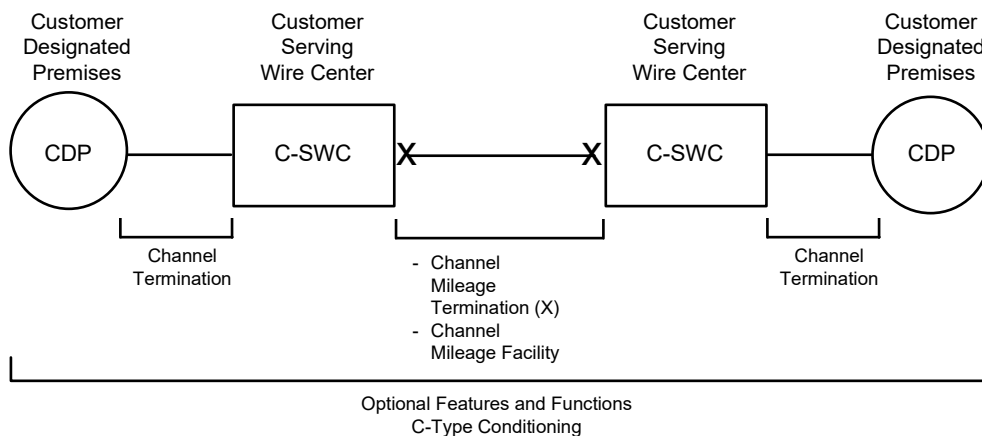 Customer
Designated
Premises
Customer
Serving
Wire Center
Customer
Serving
Wire Center
Customer
Designated
Premises
CDP
C-SWC
X
X
C-SWC
CDP
Channel
Termination
- Channel
Mileage
Termination (X)
- Channel
Mileage Facility
Channel
Termination
Optional Features and Functions
C-Type Conditioning